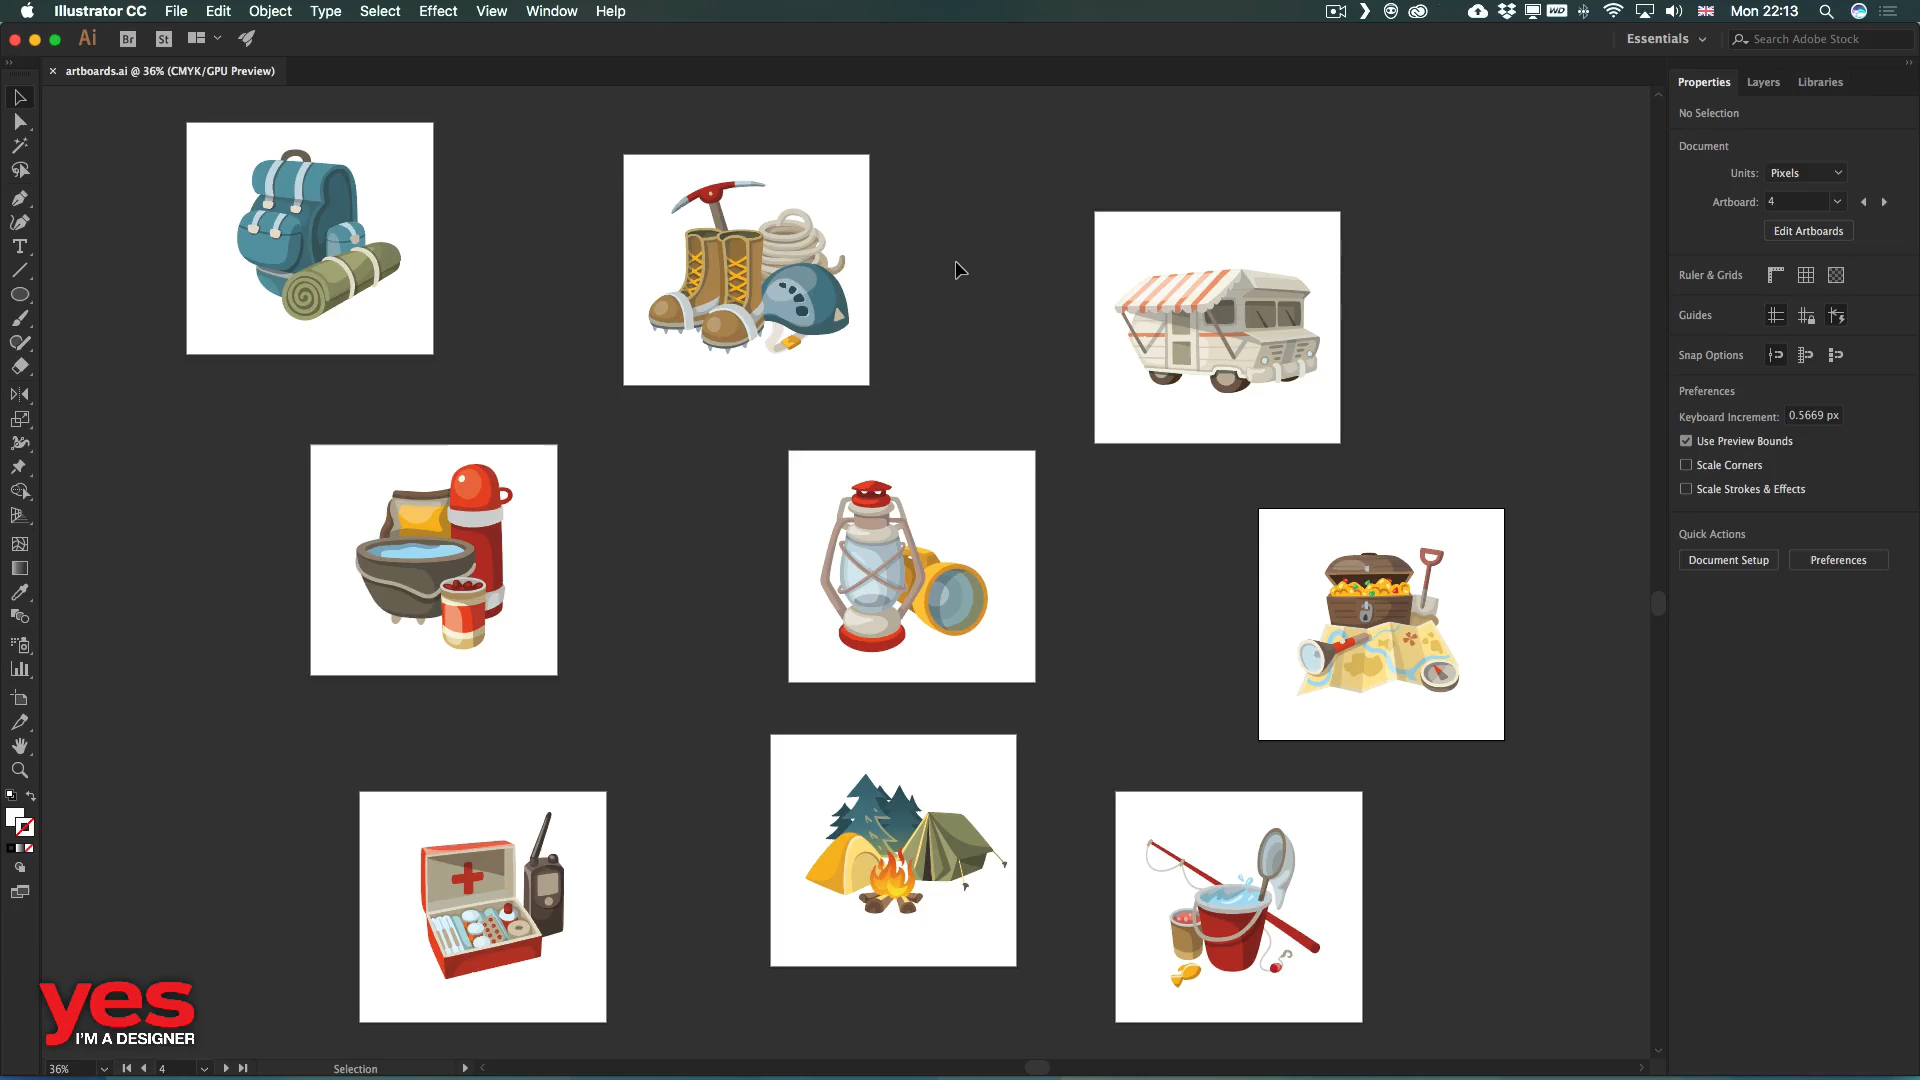 Illustrator CC File Edit Object Type Select Effect View Window Help
WD Mon 22:13
Ai Br St Essentials Search Adobe Stock
× artboards.ai @ 36% (CMYK/GPU Preview)
Properties Layers Libraries
No Selection
Document
Units: Pixels
Artboard: 4
Edit Artboards
Ruler & Grids
Guides
Snap Options
Preferences
Keyboard Increment: 0.5669 px
Use Preview Bounds
Scale Corners
Scale Strokes & Effects
Quick Actions
Document Setup Preferences
yes
I'M A DESIGNER
36% 4 Selection